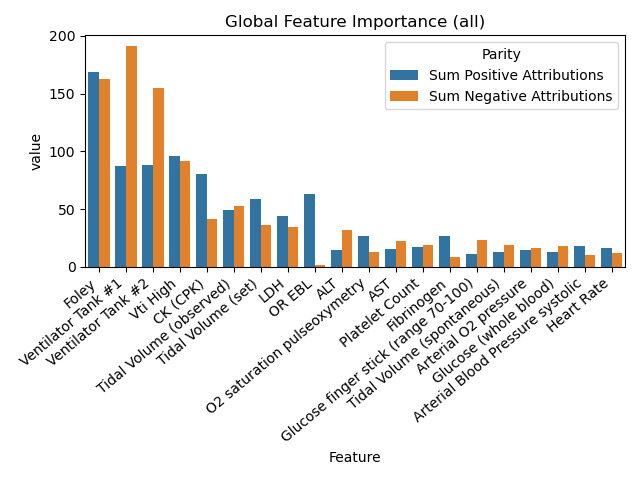 Global Feature Importance (all)
200
150
100
50
0
value
Parity
Sum Positive Attributions
Sum Negative Attributions
Foley
Ventilator Tank #1
Ventilator Tank #2
Vti High
CK (CPK)
Tidal Volume (observed)
Tidal Volume (set)
LDH
OR EBL
ALT
O2 saturation pulseoxymetry
AST
Platelet Count
Fibrinogen
Glucose finger stick (range 70-100)
Tidal Volume (spontaneous)
Arterial O2 pressure
Glucose (whole blood)
Arterial Blood Pressure systolic
Heart Rate
Feature